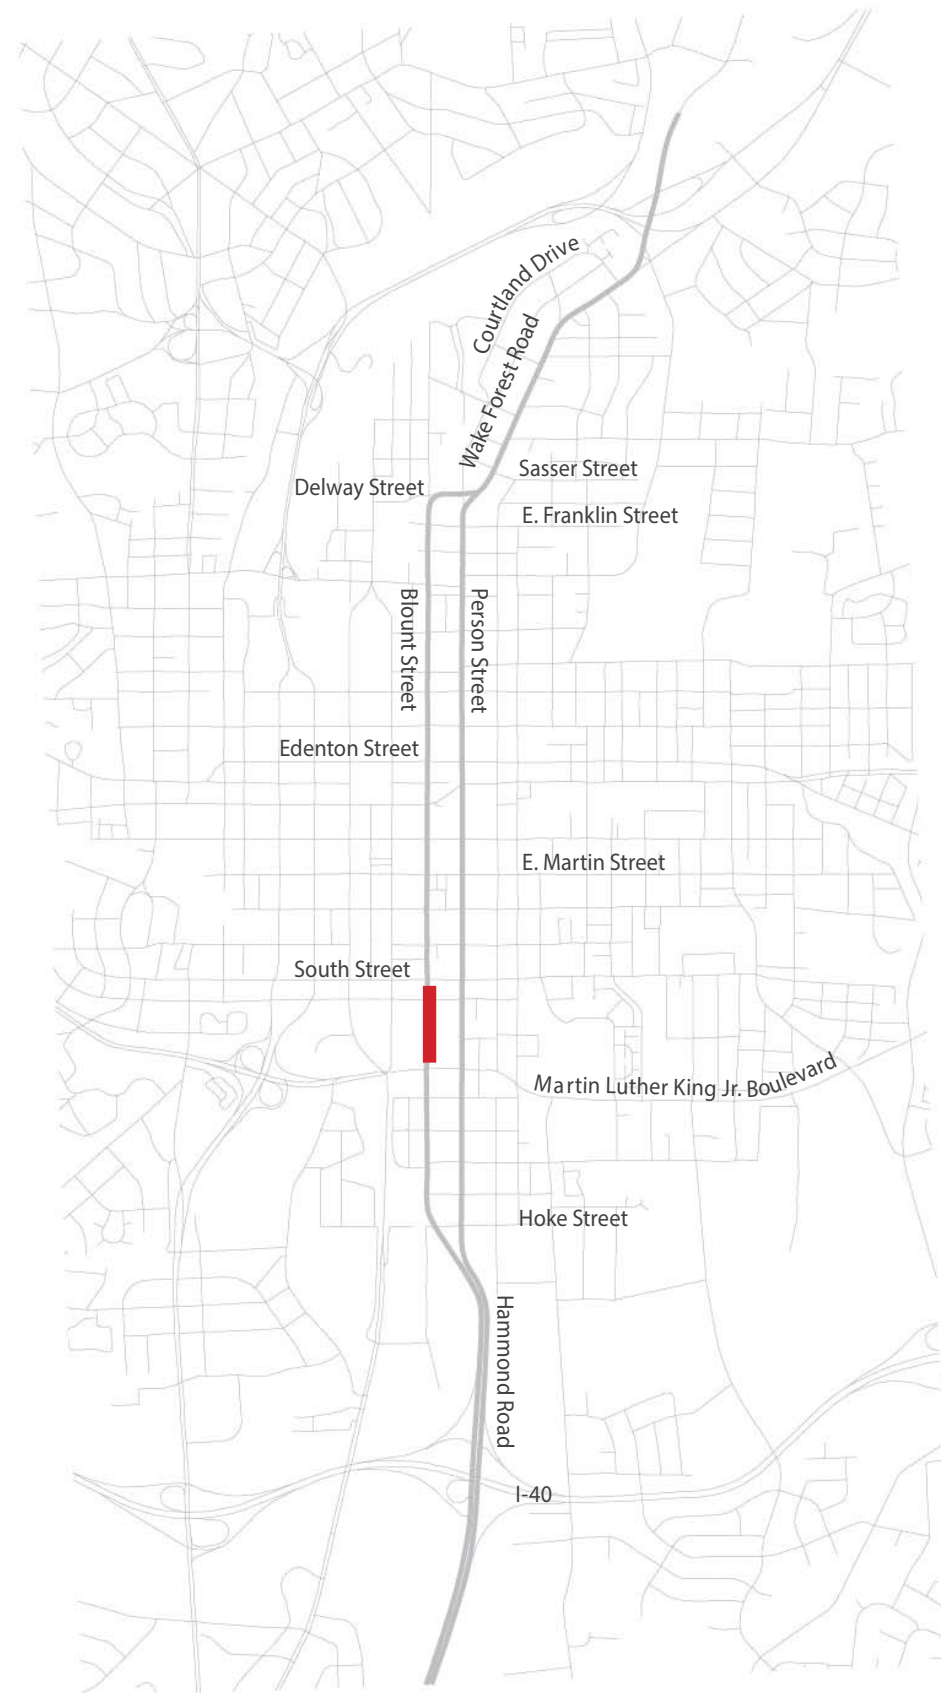 Courtland Drive
Wake Forest Road
Sasser Street
Delway Street
E. Franklin Street
Blount Street
Person Street
Edenton Street
E. Martin Street
South Street
Martin Luther King Jr. Boulevard
Hoke Street
Hammond Road
I-40